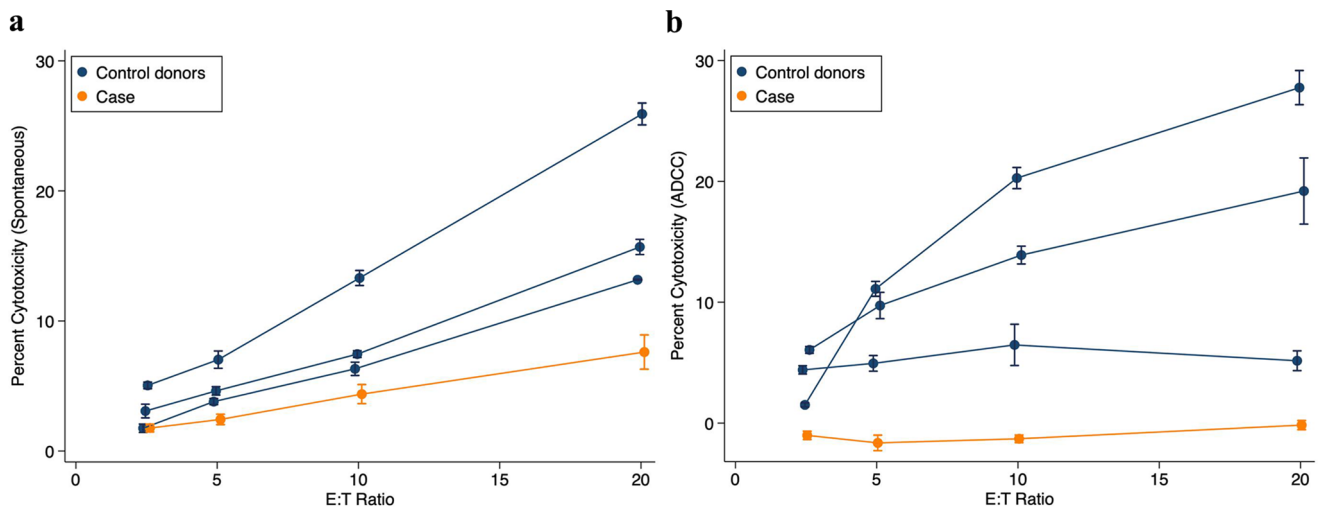 a
30
Control donors
Case
20
10
0
Percent Cytotoxicity (Spontaneous)
0 5 10 15 20
E:T Ratio
b
30
Control donors
Case
20
10
0
Percent Cytotoxicity (ADCC)
0 5 10 15 20
E:T Ratio